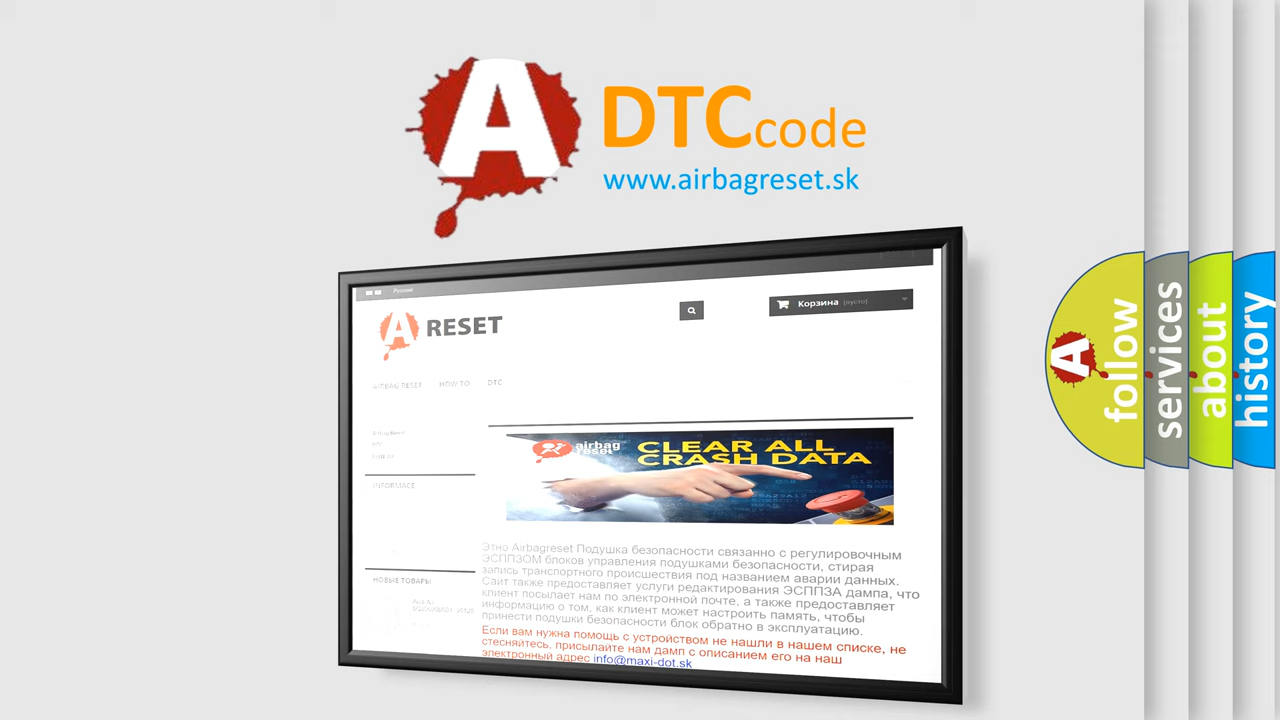 A DTCcode
www.airbagreset.sk
Русский
A RESET
Корзина (пусто)
AIRBAG RESET HOW TO DTC
airbag
reset
CLEAR ALL
CRASH DATA
INFORMACE
Этно Airbagreset Подушка безопасности связанно с регулировочным
ЭСППЗОМ блоков управления подушками безопасности, стирая
запись транспортного происшествия под названием аварии данных.
Сайт также предоставляет услуги редактирования ЭСППЗА дампа, что
клиент посылает нам по электронной почте, а также предоставляет
информацию о том, как клиент может настроить память, чтобы
принести подушки безопасности блок обратно в эксплуатацию.
Если вам нужна помощь с устройством не нашли в нашем списке, не
стесняйтесь, присылайте нам дамп с описанием его на наш
электронный адрес info@maxi-dot.sk
НОВЫЕ ТОВАРЫ
A follow
services
about
history